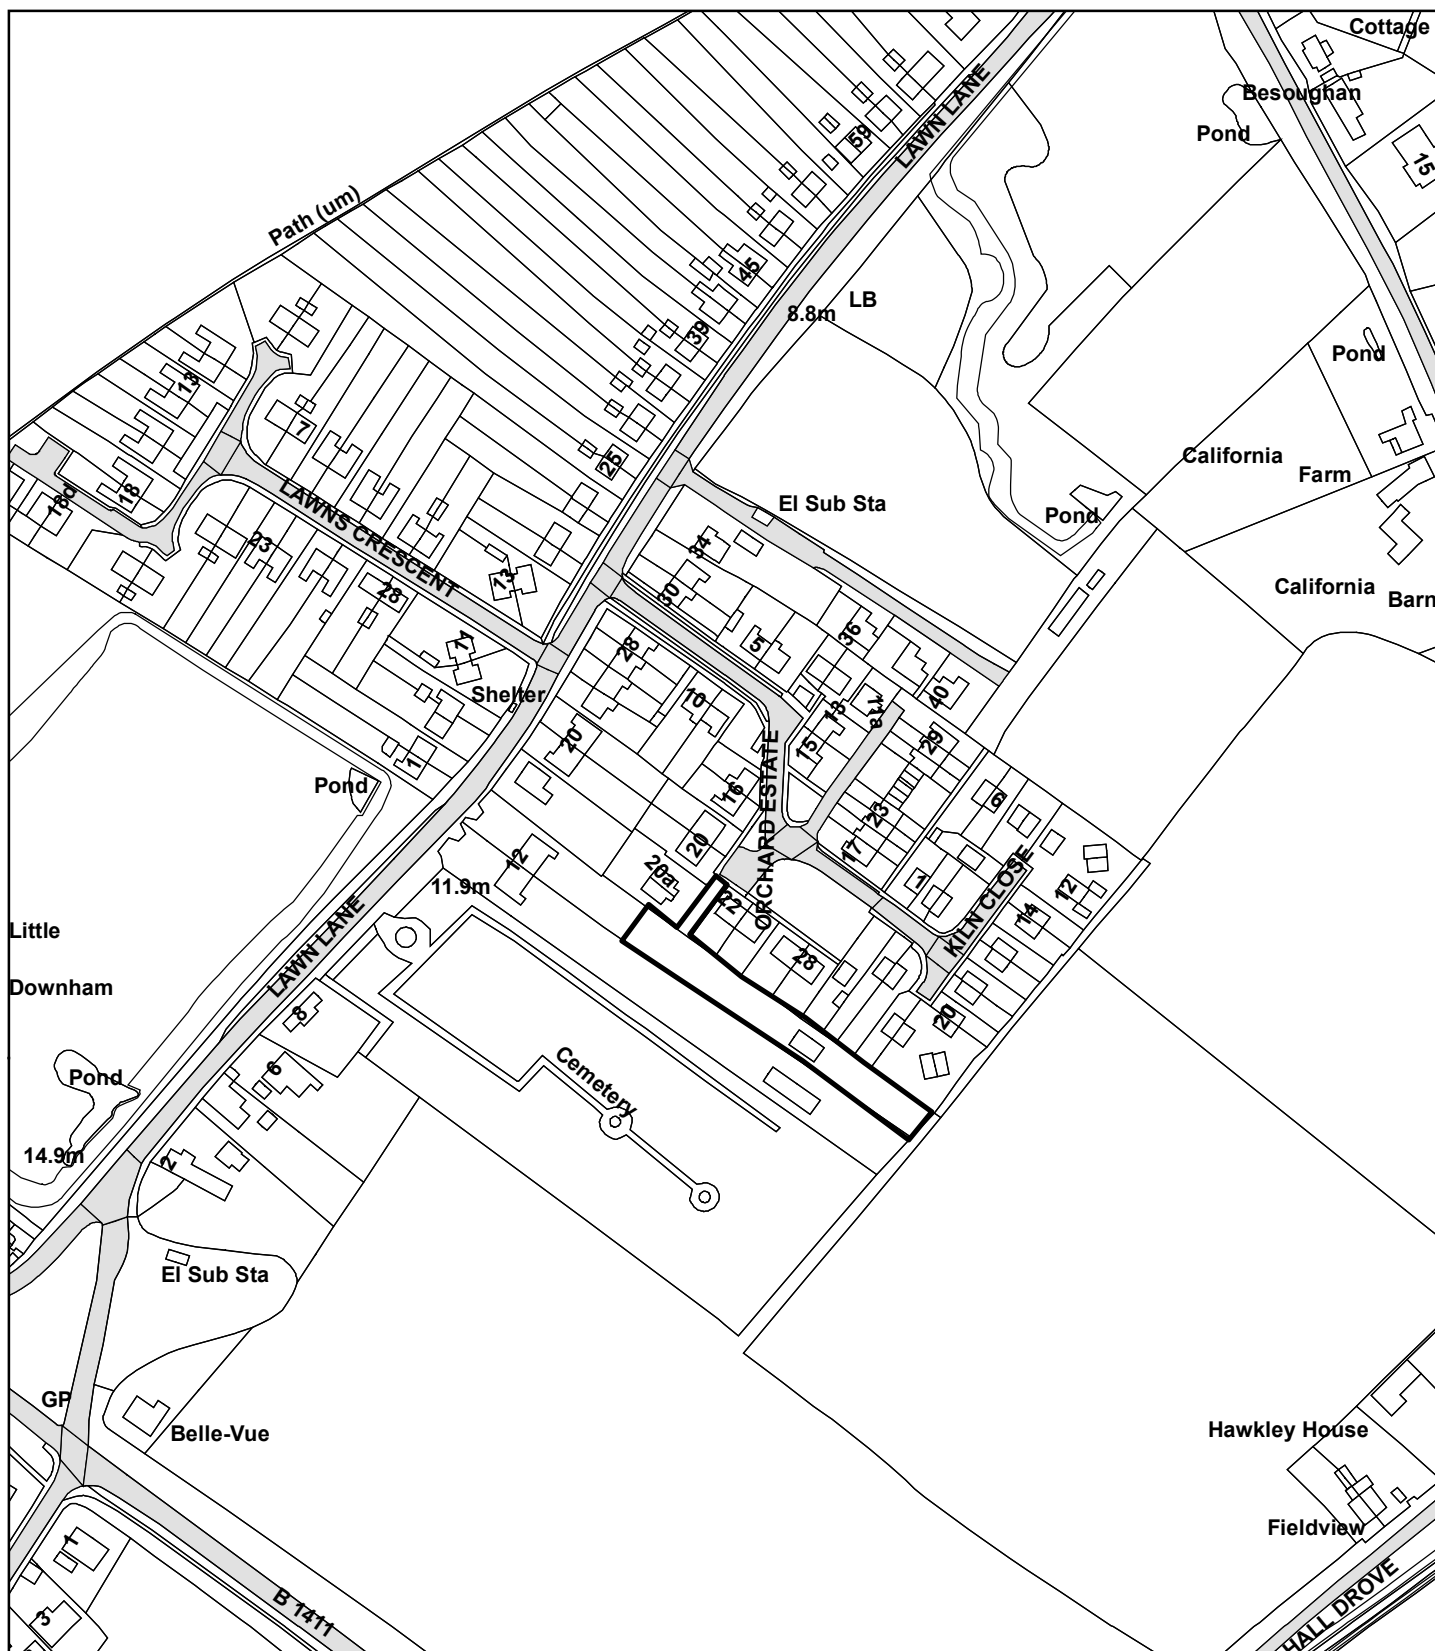 Cottage
Besoughan
Pond
15
LAWN LANE
59
Path (um)
45
LB
8.8m
39
Pond
13
7
25
California
Farm
18
18d
LAWNS CRESCENT
El Sub Sta
Pond
34
23
13
28
30
California
Barn
11
28
5
36
Shelter
10
40
13
11a
20
15
29
1
Pond
ORCHARD ESTATE
16
6
23
20
17
12
20a
1
KILN CLOSE
12
11.9m
22
14
LAWN LANE
Little
Downham
28
8
20
6
Cemetery
Pond
14.9m
2
El Sub Sta
GP
Belle-Vue
Hawkley House
Fieldview
1
3
B 1411
HALL DROVE